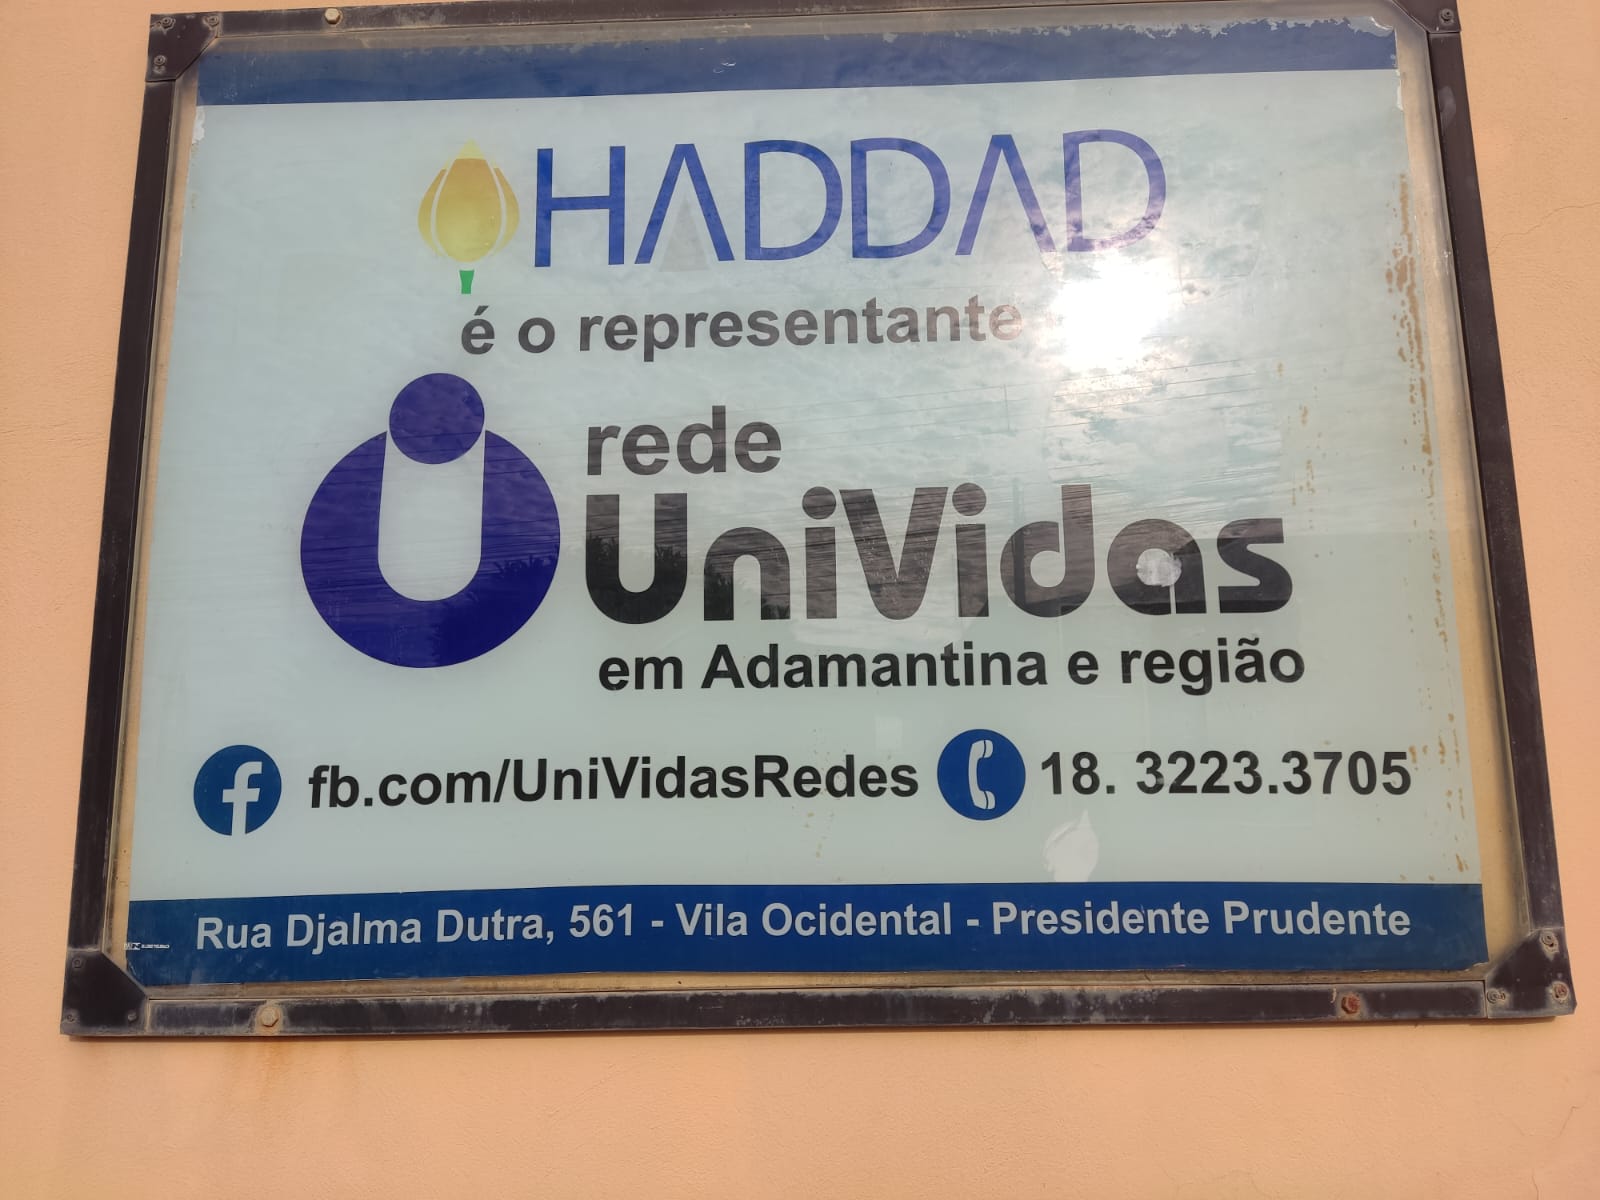 HADDAD
é o representante
rede
UniVidas
em Adamantina e região
fb.com/UniVidasRedes 18. 3223.3705
Rua Djalma Dutra, 561 - Vila Ocidental - Presidente Prudente